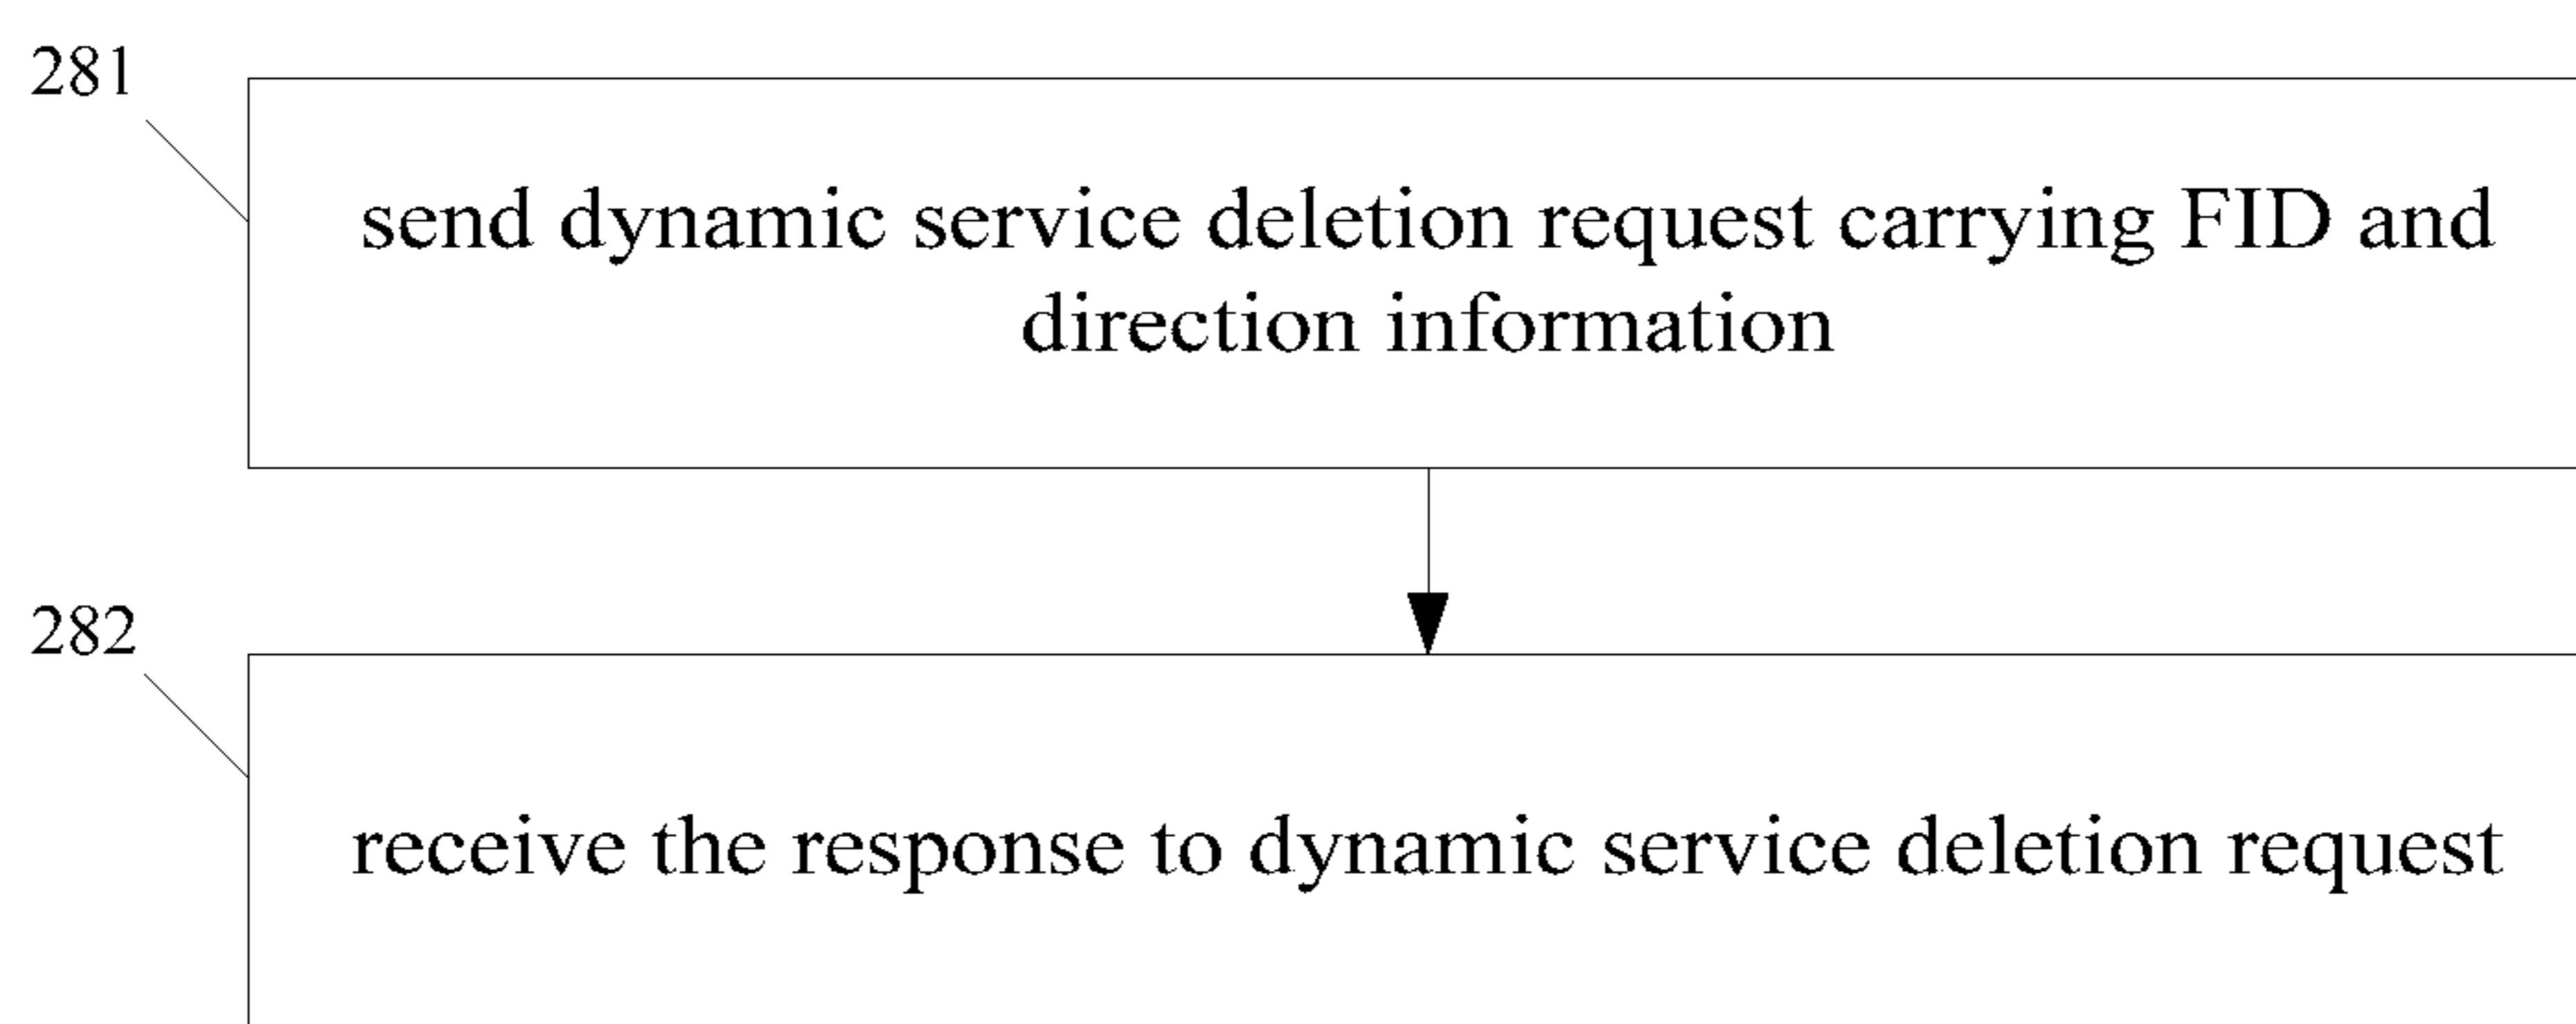 281
send dynamic service deletion request carrying FID and
direction information
282
receive the response to dynamic service deletion request